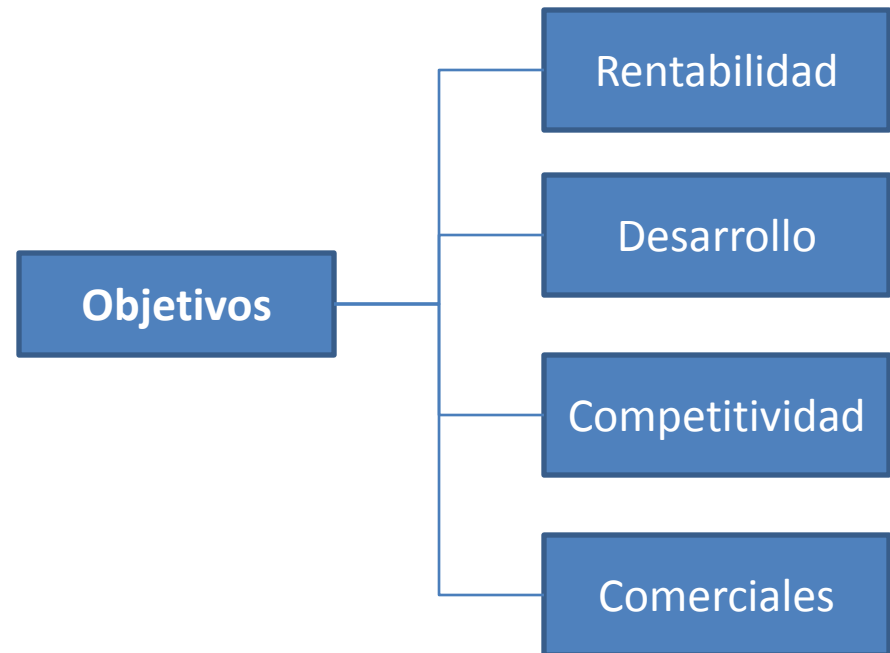 Objetivos
Rentabilidad
Desarrollo
Competitividad
Comerciales